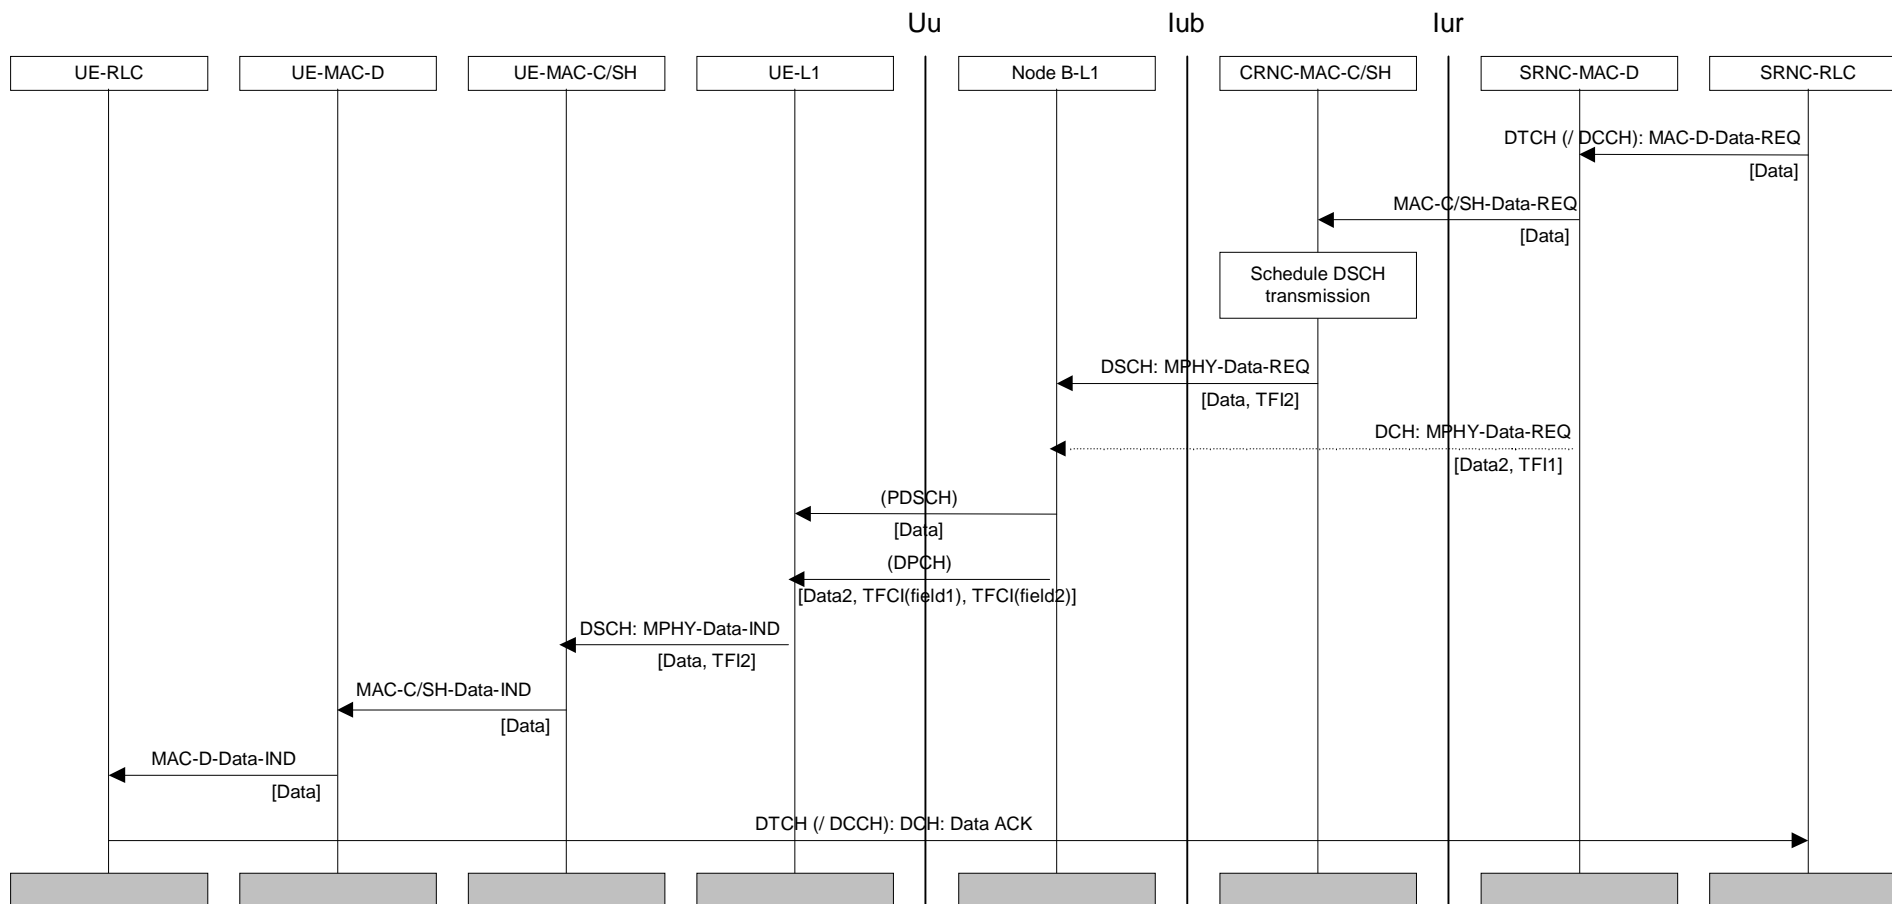 Uu
Iub
Iur
UE-RLC
UE-MAC-D
UE-MAC-C/SH
UE-L1
Node B-L1
CRNC-MAC-C/SH
SRNC-MAC-D
SRNC-RLC
DTCH (/ DCCH): MAC-D-Data-REQ
[Data]
MAC-C/SH-Data-REQ
[Data]
Schedule DSCH
transmission
DSCH: MPHY-Data-REQ
[Data, TFI2]
DCH: MPHY-Data-REQ
[Data2, TFI1]
(PDSCH)
[Data]
(DPCH)
[Data2, TFCI(field1), TFCI(field2)]
DSCH: MPHY-Data-IND
[Data, TFI2]
MAC-C/SH-Data-IND
[Data]
MAC-D-Data-IND
[Data]
DTCH (/ DCCH): DCH: Data ACK